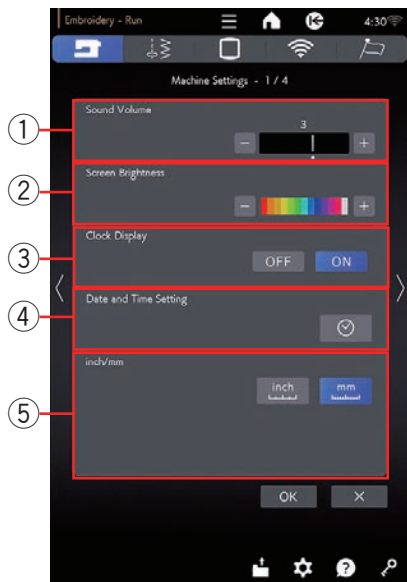 Embroidery - Run
4:30
Machine Settings - 1 / 4
1
Sound Volume
3
- +
2
Screen Brightness
- +
3
Clock Display
OFF ON
4
Date and Time Setting
5
inch/mm
inch mm
OK ×
?